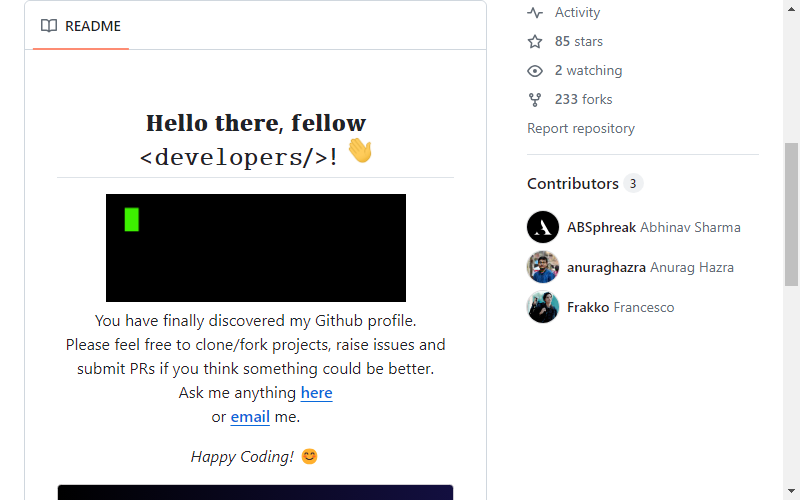 README
Hello there, fellow
<developers/>! 👋
You have finally discovered my Github profile.
Please feel free to clone/fork projects, raise issues and
submit PRs if you think something could be better.
Ask me anything here
or email me.
Happy Coding! 😊
Activity
85 stars
2 watching
233 forks
Report repository
Contributors 3
ABSphreak Abhinav Sharma
anuraghazra Anurag Hazra
Frakko Francesco